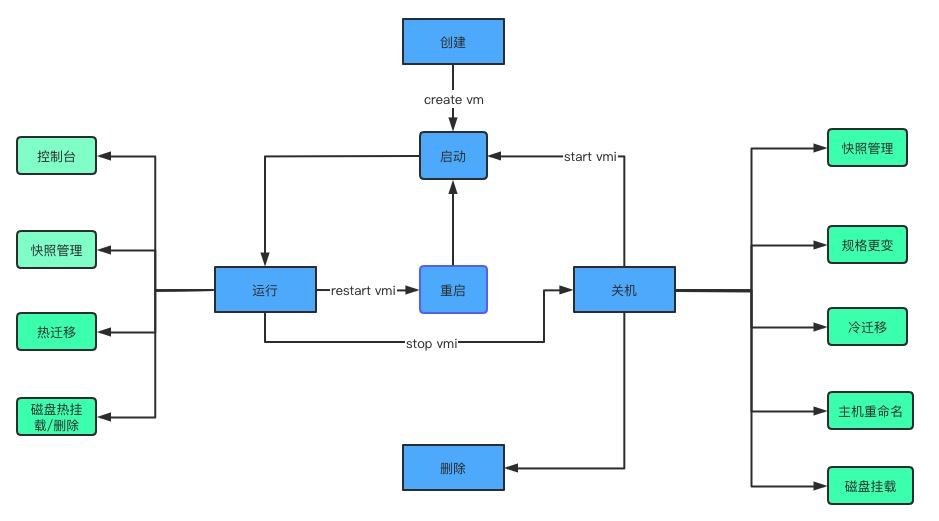 创建
create vm
控制台
启动
start vmi
快照管理
快照管理
规格更变
运行
restart vmi
重启
关机
热迁移
stop vmi
冷迁移
磁盘热挂
载/删除
主机重命名
删除
磁盘挂载